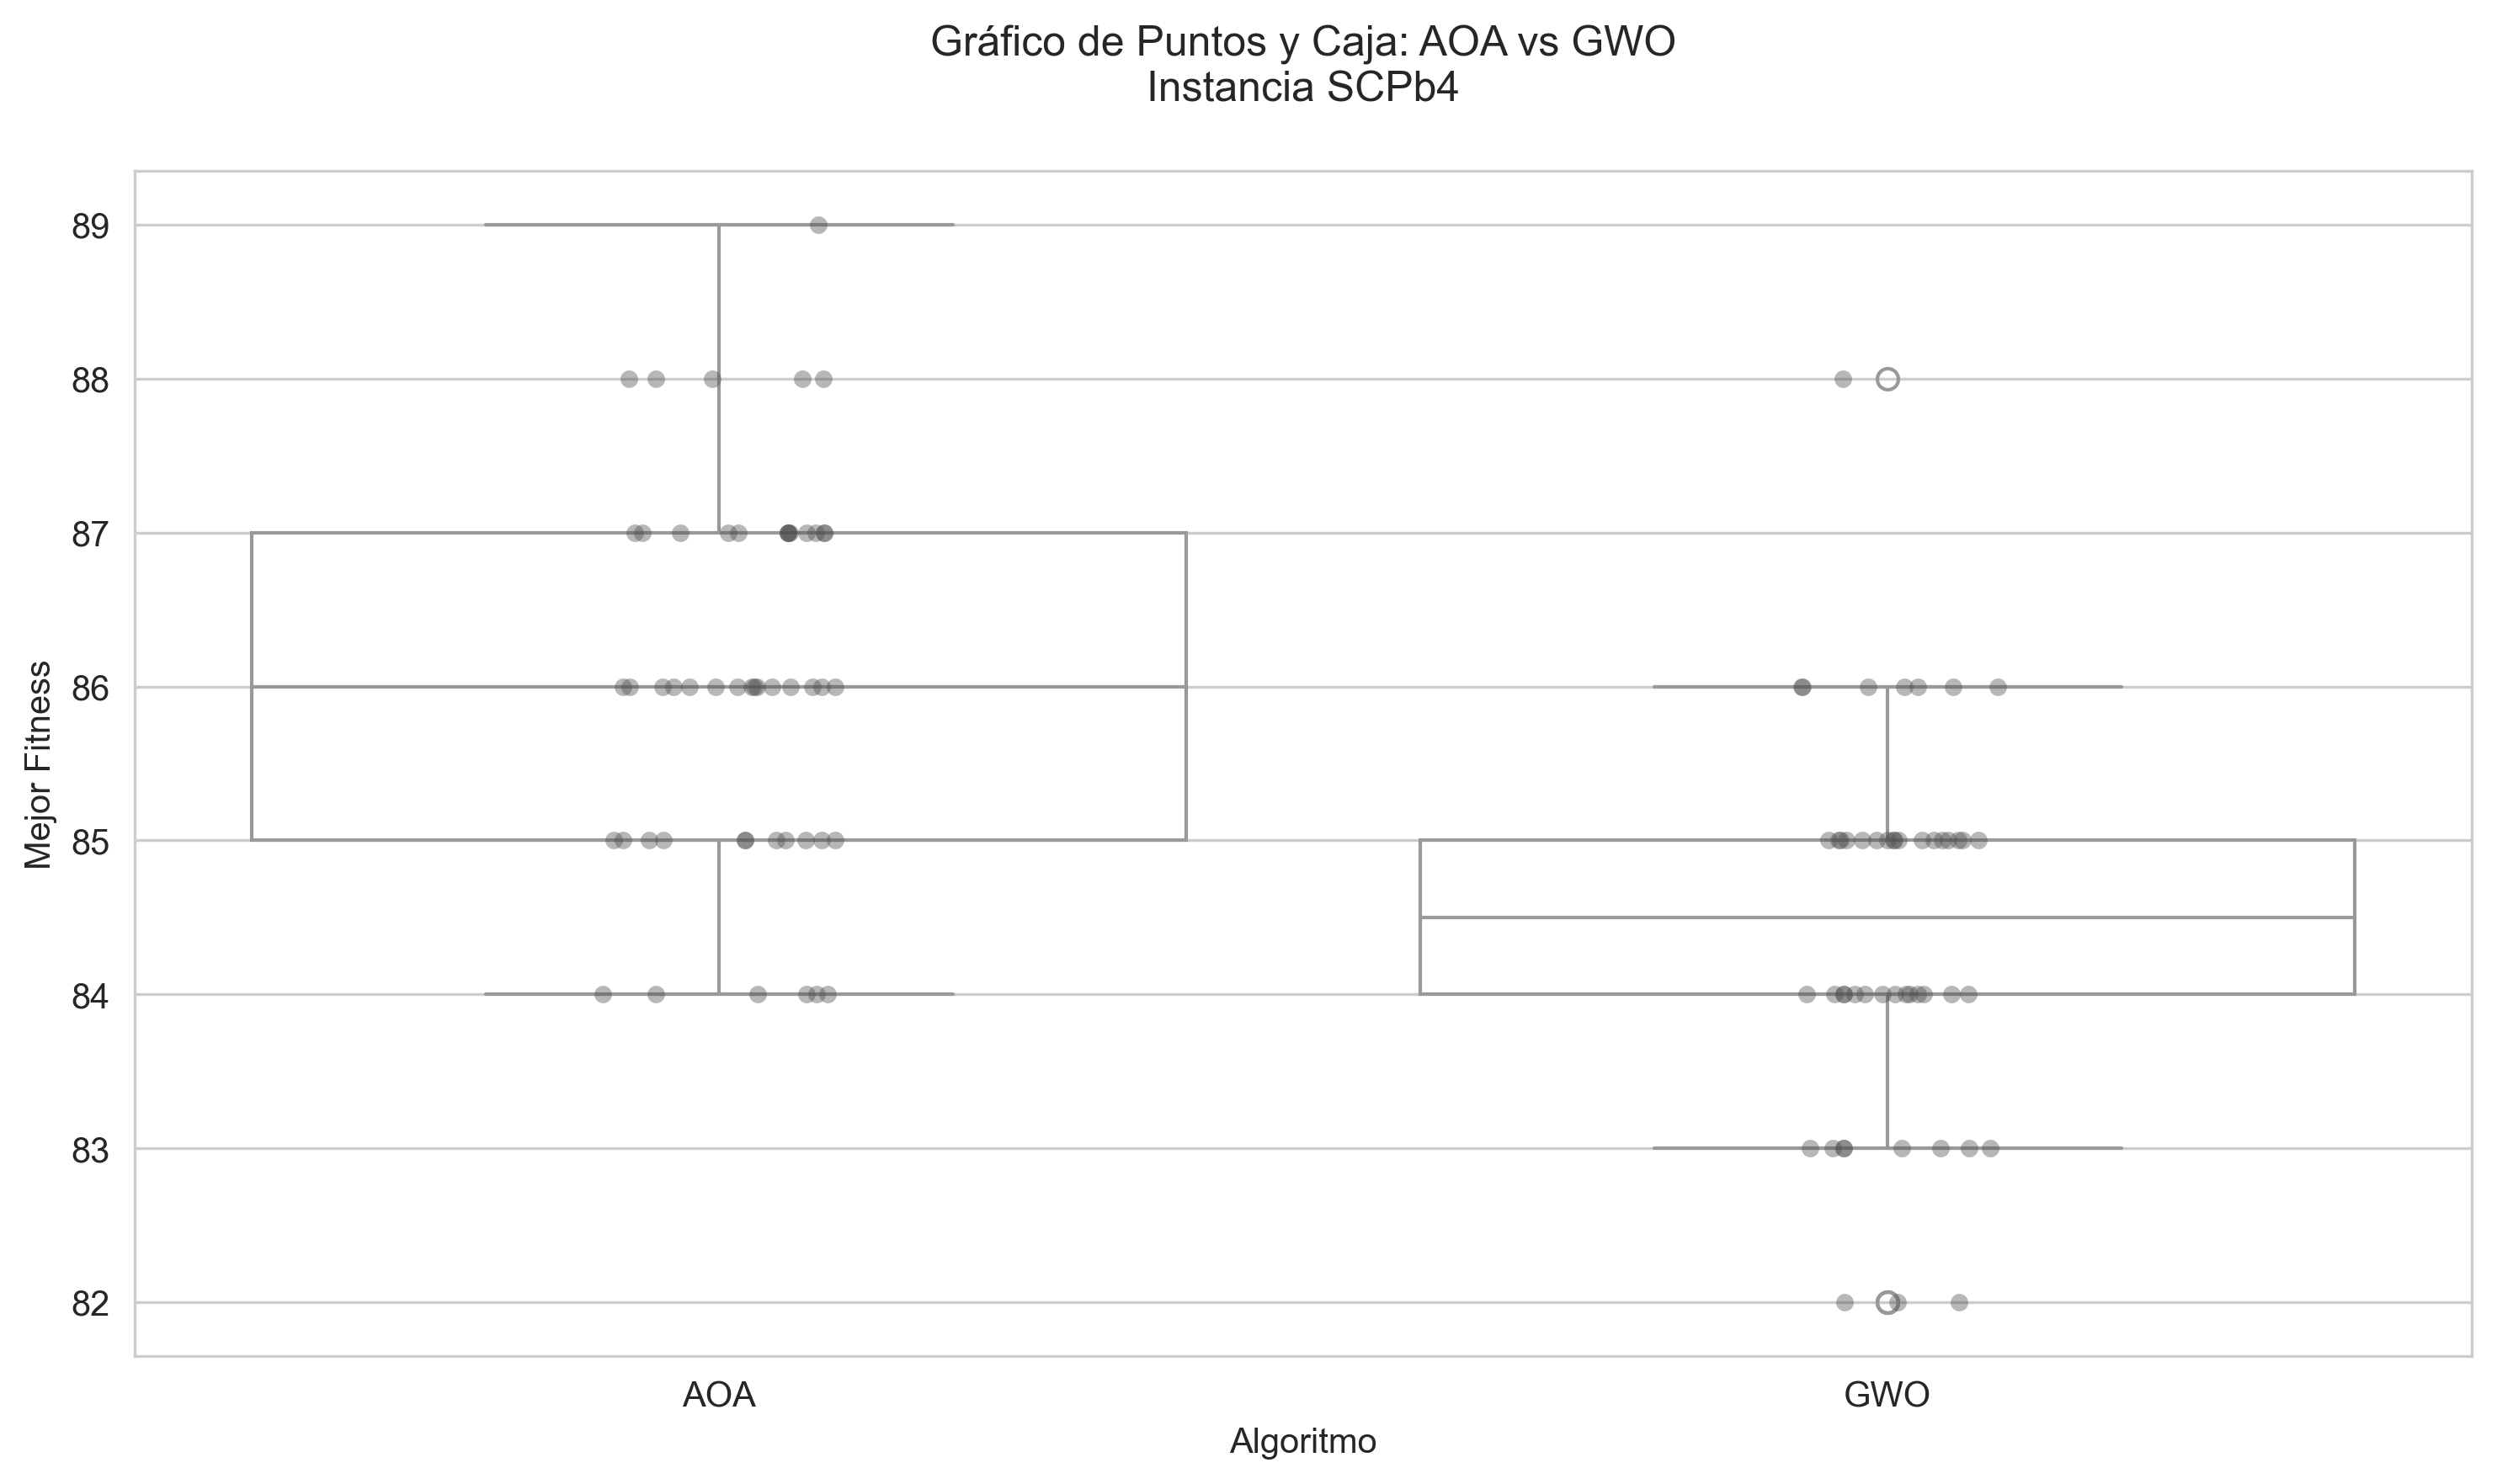 Gráfico de Puntos y Caja: AOA vs GWO
Instancia SCPb4
Mejor Fitness
89
88
87
86
85
84
83
82
AOA
GWO
Algoritmo